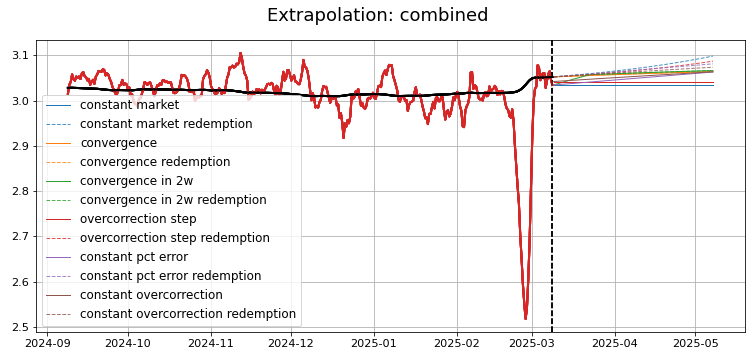 Extrapolation: combined
3.1
3.0
2.9
2.8
2.7
2.6
2.5
constant market
constant market redemption
convergence
convergence redemption
convergence in 2w
convergence in 2w redemption
overcorrection step
overcorrection step redemption
constant pct error
constant pct error redemption
constant overcorrection
constant overcorrection redemption
2024-09 2024-10 2024-11 2024-12 2025-01 2025-02 2025-03 2025-04 2025-05